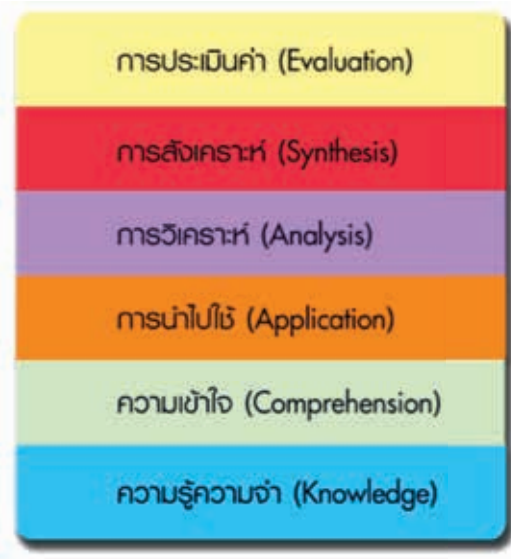 การประเมินค่า (Evaluation)
การสังเคราะห์ (Synthesis)
การวิเคราะห์ (Analysis)
การนำไปใช้ (Application)
ความเข้าใจ (Comprehension)
ความรู้ความจำ (Knowledge)